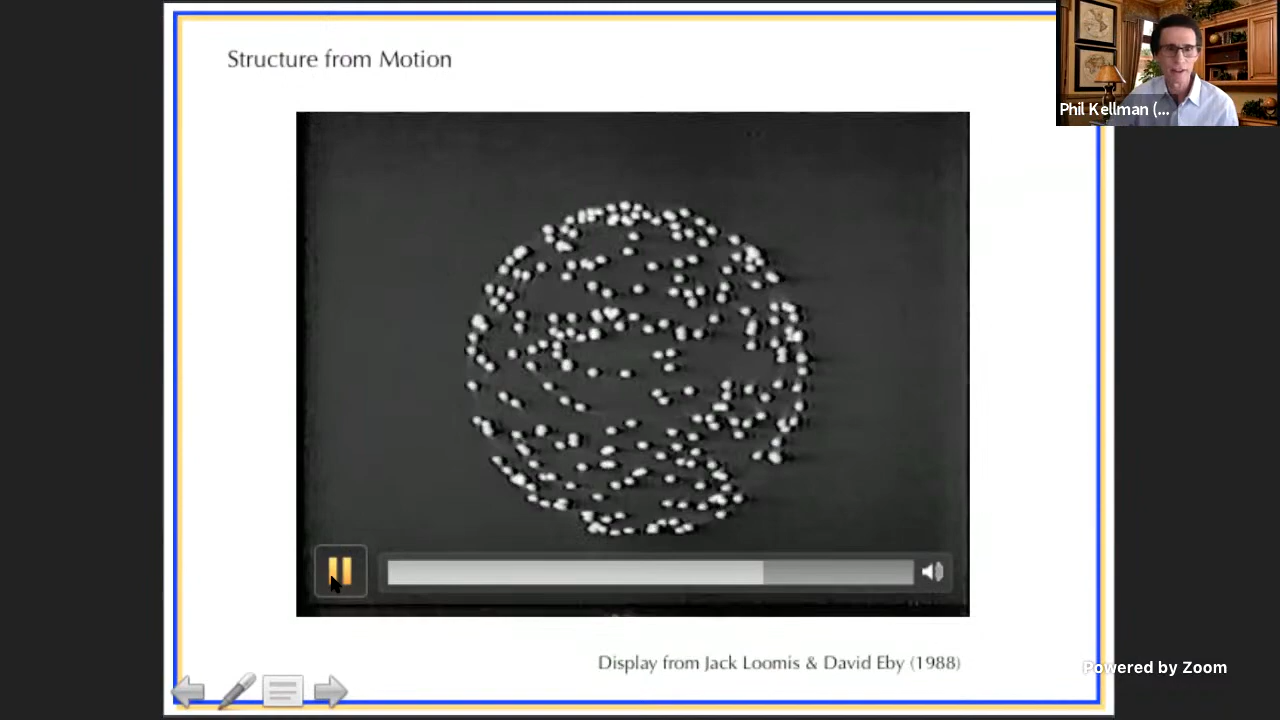 Structure from Motion
Phil Kellman (...
Display from Jack Loomis & David Eby (1988)
Powered by Zoom